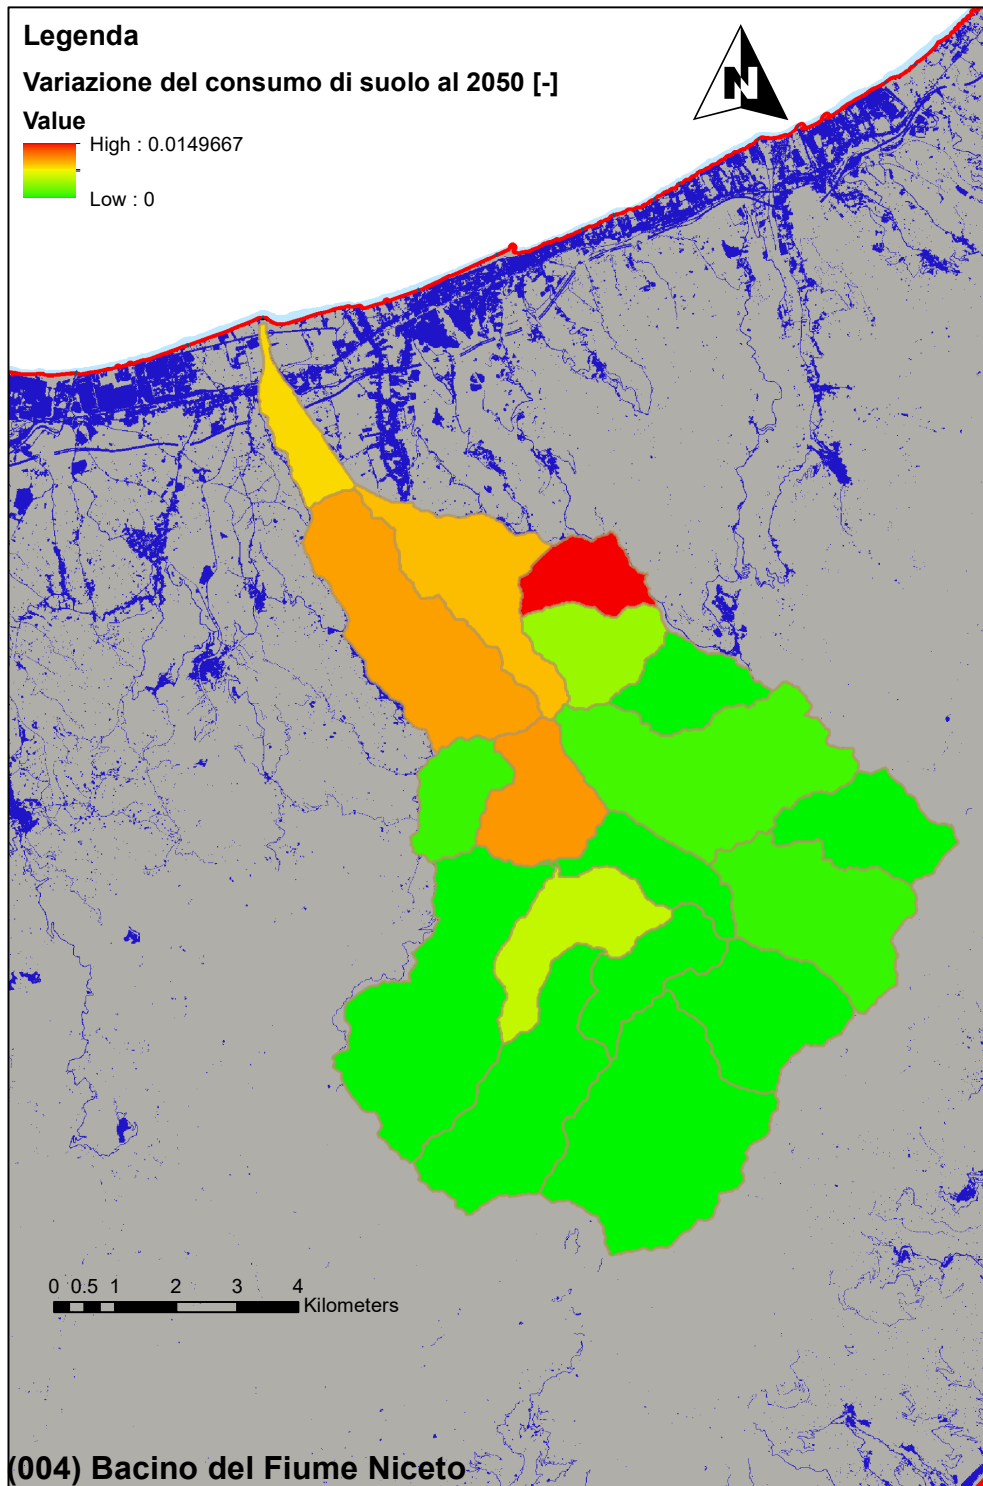 Legenda
Variazione del consumo di suolo al 2050 [-]
Value
High : 0.0149667
Low : 0
N
0 0.5 1 2 3 4
Kilometers
(004) Bacino del Fiume Niceto